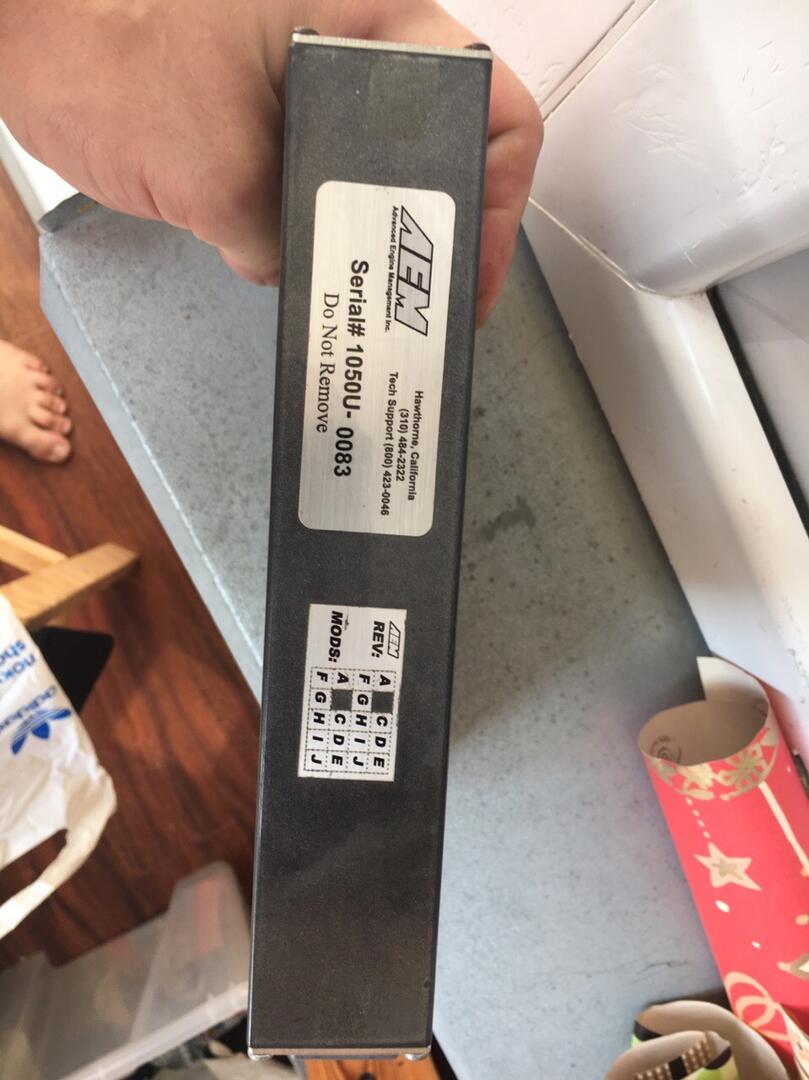 AEM
Advanced Engine Management Inc.
Hawthorne, California
(310) 484-2322
Tech Support (800) 423-0046
Serial# 1050U- 0083
Do Not Remove
AEM
REV: A C D E
F G H I J
MODS: A C D E
F G H I J
adidas